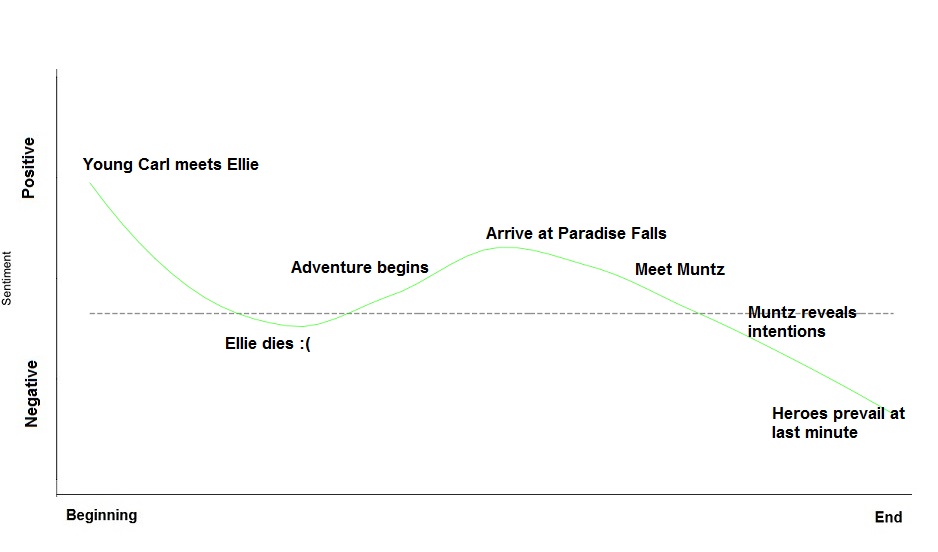 Positive
Sentiment
Negative
Young Carl meets Ellie
Ellie dies :(
Adventure begins
Arrive at Paradise Falls
Meet Muntz
Muntz reveals
intentions
Heroes prevail at
last minute
Beginning
End